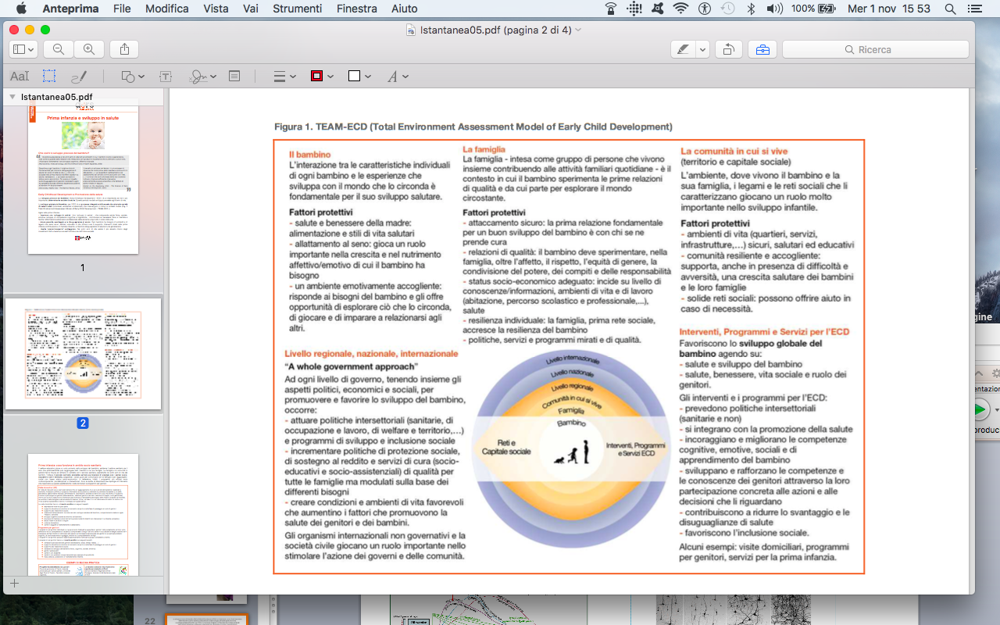 Anteprima File Modifica Vista Vai Strumenti Finestra Aiuto 100% Mer 1 nov 15 53
Istantanea05.pdf (pagina 2 di 4)
Ricerca
Istantanea05.pdf
Prima infanzia e sviluppo in salute
1
2
22
Figura 1. TEAM-ECD (Total Environment Assessment Model of Early Child Development)
Il bambino
L'interazione tra le caratteristiche individuali
di ogni bambino e le esperienze che
sviluppa con il mondo che lo circonda è
fondamentale per il suo sviluppo salutare.
Fattori protettivi
- salute e benessere della madre:
alimentazione e stili di vita salutari
- allattamento al seno: gioca un ruolo
importante nella crescita e nel nutrimento
affettivo/emotivo di cui il bambino ha
bisogno
- un ambiente emotivamente accogliente:
risponde ai bisogni del bambino e gli offre
opportunità di esplorare ciò che lo circonda,
di giocare e di imparare a relazionarsi agli
altri.
La famiglia
La famiglia - intesa come gruppo di persone che vivono
insieme contribuendo alle attività familiari quotidiane - è il
contesto in cui il bambino sperimenta le prime relazioni
di qualità e da cui parte per esplorare il mondo
circostante.
Fattori protettivi
- attaccamento sicuro: la prima relazione fondamentale
per un buon sviluppo del bambino è con chi se ne
prende cura
- relazioni di qualità: il bambino deve sperimentare, nella
famiglia, oltre l'affetto, il rispetto, l'equità di genere, la
condivisione del potere, dei compiti e delle responsabilità
- status socio-economico adeguato: incide su livello di
conoscenze/informazioni, ambienti di vita e di lavoro
(abitazione, percorso scolastico e professionale,...),
salute
- resilienza individuale: la famiglia, prima rete sociale,
accresce la resilienza del bambino
- politiche, servizi e programmi mirati e di qualità.
La comunità in cui si vive
(territorio e capitale sociale)
L'ambiente, dove vivono il bambino e la
sua famiglia, i legami e le reti sociali che li
caratterizzano giocano un ruolo molto
importante nello sviluppo infantile.
Fattori protettivi
- ambienti di vita (quartieri, servizi,
infrastrutture,...) sicuri, salutari ed educativi
- comunità resiliente e accogliente:
supporta, anche in presenza di difficoltà e
avversità, una crescita salutare dei bambini
e le loro famiglie
- solide reti sociali: possono offrire aiuto in
caso di necessità.
Livello regionale, nazionale, internazionale
"A whole government approach"
Ad ogni livello di governo, tenendo insieme gli
aspetti politici, economici e sociali, per
promuovere e favorire lo sviluppo del bambino,
occorre:
- attuare politiche intersettoriali (sanitarie, di
occupazione e lavoro, di welfare e territorio,...)
e programmi di sviluppo e inclusione sociale
- incrementare politiche di protezione sociale,
di sostegno al reddito e servizi di cura (socio-
educativi e socio-assistenziali) di qualità per
tutte le famiglie ma modulati sulla base dei
differenti bisogni
- creare condizioni e ambienti di vita favorevoli
che aumentino i fattori che promuovono la
salute dei genitori e dei bambini.
Gli organismi internazionali non governativi e la
società civile giocano un ruolo importante nello
stimolare l'azione dei governi e delle comunità.
Livello internazionale
Livello nazionale
Livello regionale
Comunità in cui si vive
Famiglia
Bambino
Reti e
Capitale sociale
Interventi, Programmi
e Servizi ECD
Interventi, Programmi e Servizi per l'ECD
Favoriscono lo sviluppo globale del
bambino agendo su:
- salute e sviluppo del bambino
- salute, benessere, vita sociale e ruolo dei
genitori.
Gli interventi e i programmi per l'ECD:
- prevedono politiche intersettoriali
(sanitarie e non)
- si integrano con la promozione della salute
- incoraggiano e migliorano le competenze
cognitive, emotive, sociali e di
apprendimento del bambino
- sviluppano e rafforzano le competenze e
le conoscenze dei genitori attraverso la loro
partecipazione concreta alle azioni e alle
decisioni che li riguardano
- contribuiscono a ridurre lo svantaggio e le
disuguaglianze di salute
- favoriscono l'inclusione sociale.
Alcuni esempi: visite domiciliari, programmi
per genitori, servizi per la prima infanzia.